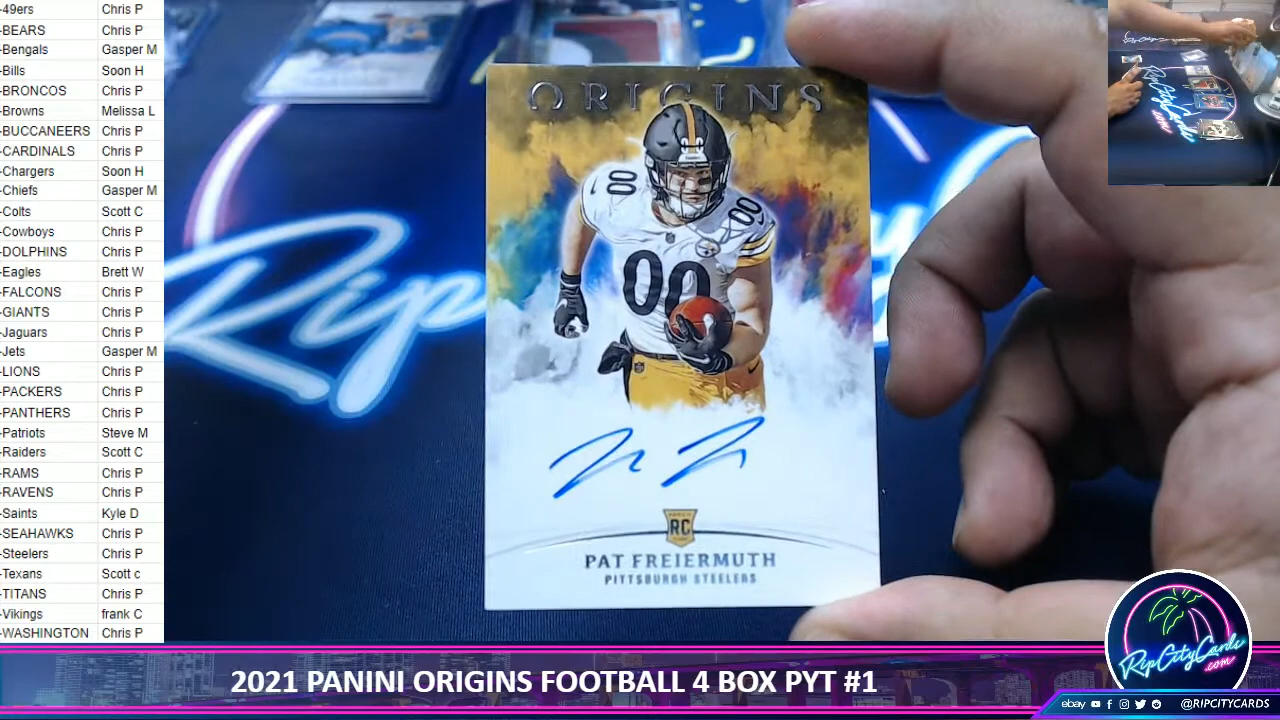 -49ers Chris P
-BEARS Chris P
-Bengals Gasper M
-Bills Soon H
-BRONCOS Chris P
-Browns Melissa L
-BUCCANEERS Chris P
-CARDINALS Chris P
-Chargers Soon H
-Chiefs Gasper M
-Colts Scott C
-Cowboys Chris P
-DOLPHINS Chris P
-Eagles Brett W
-FALCONS Chris P
-GIANTS Chris P
-Jaguars Chris P
-Jets Gasper M
-LIONS Chris P
-PACKERS Chris P
-PANTHERS Chris P
-Patriots Steve M
-Raiders Scott C
-RAMS Chris P
-RAVENS Chris P
-Saints Kyle D
-SEAHAWKS Chris P
-Steelers Chris P
-Texans Scott c
-TITANS Chris P
-Vikings frank C
-WASHINGTON Chris P
ORIGINS
00
00
00
Rip
RC
PAT FREIERMUTH
PITTSBURGH STEELERS
RipCityCards
.com
2021 PANINI ORIGINS FOOTBALL 4 BOX PYT #1
ebay @RIPCITYCARDS